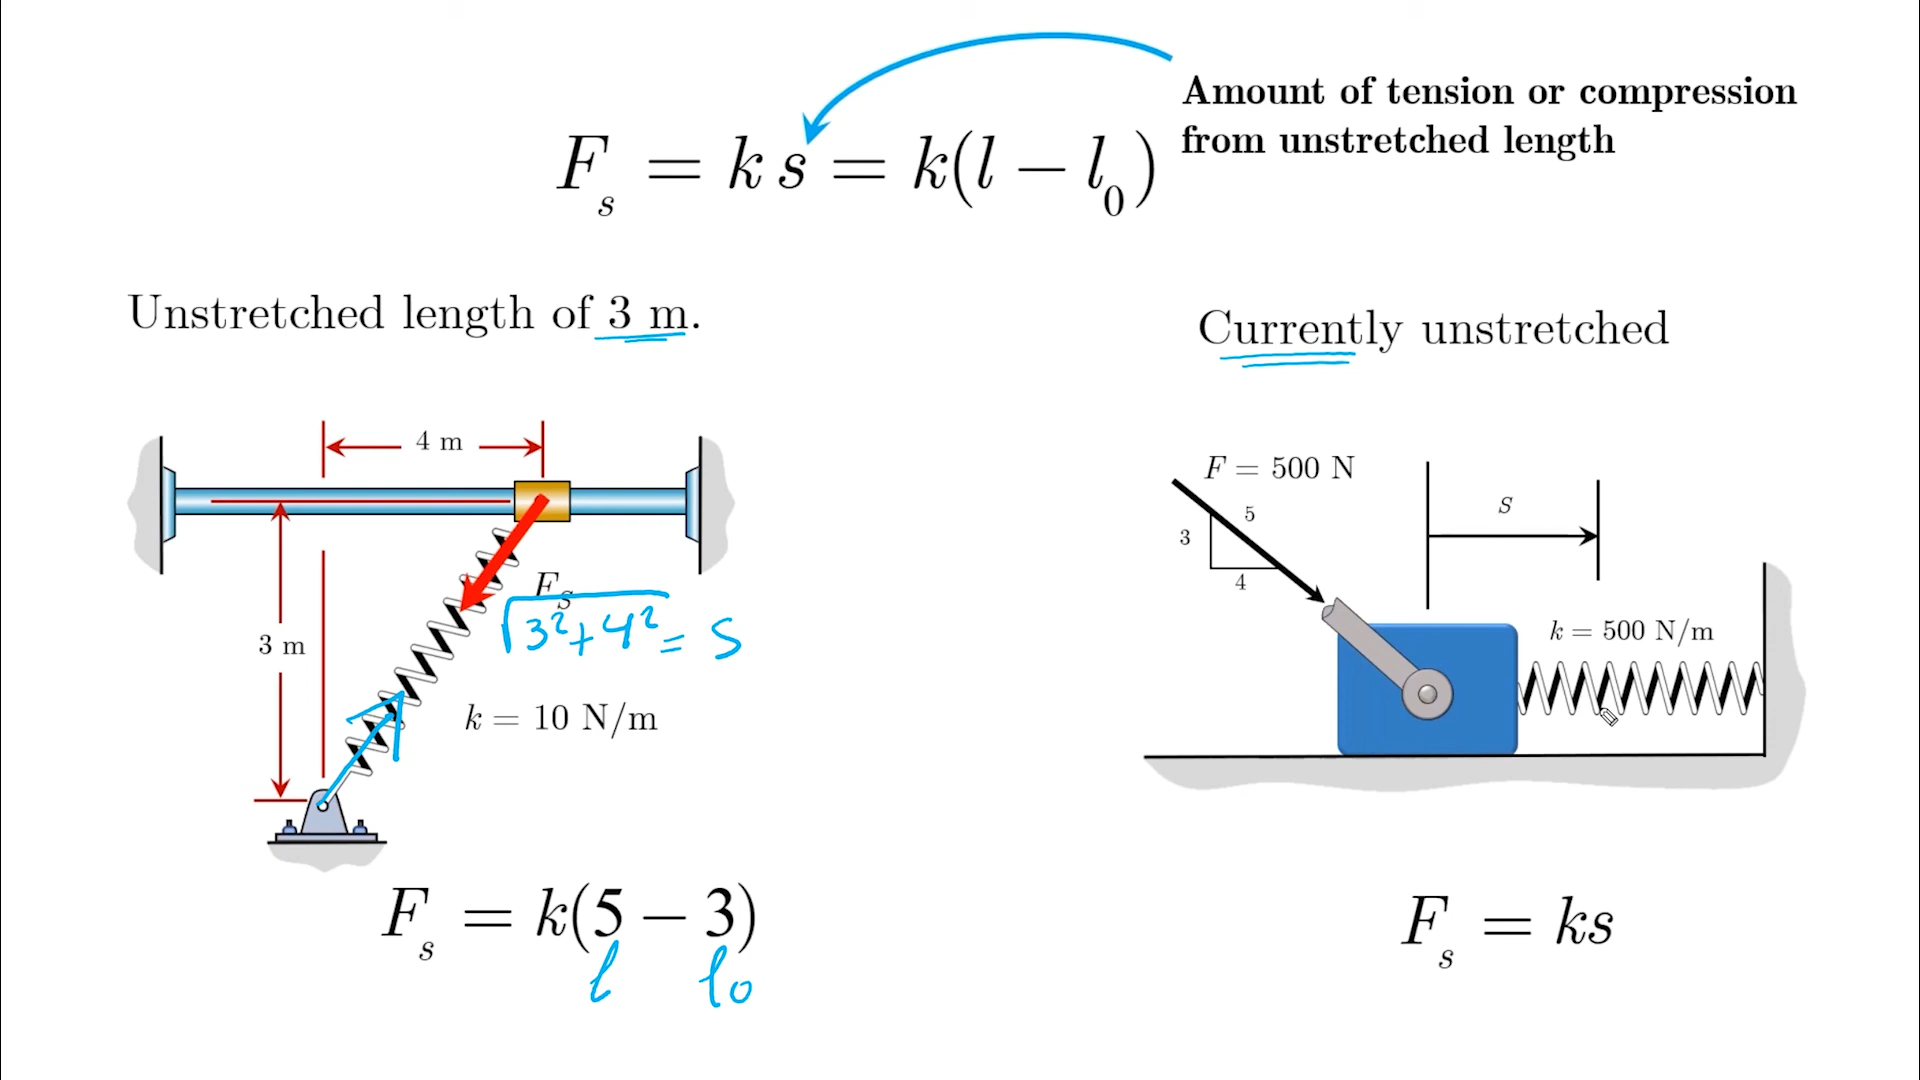 F_s = k s = k(l − l_0)
Amount of tension or compression
from unstretched length
Unstretched length of 3 m.
4 m
3 m
F_s
√3²+4² = 5
k = 10 N/m
F_s = k(5 − 3)
l l0
Currently unstretched
F = 500 N
3
5
4
s
k = 500 N/m
F_s = ks